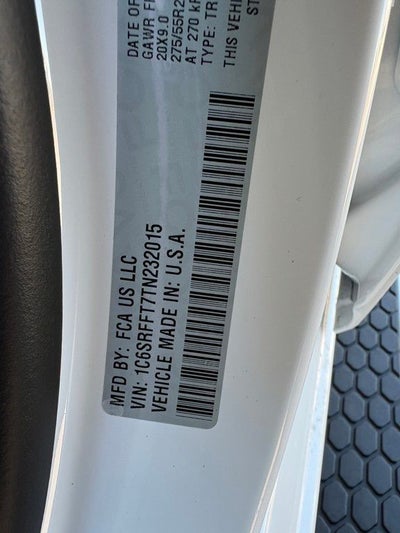 MFD BY: FCA US LLC
DATE OF
GAWR F
20X9.0
275/55R2
AT 270 kP
TYPE: TR
THIS VEHI
VIN: 1C6SRFFT7TN232015
VEHICLE MADE IN: U.S.A.